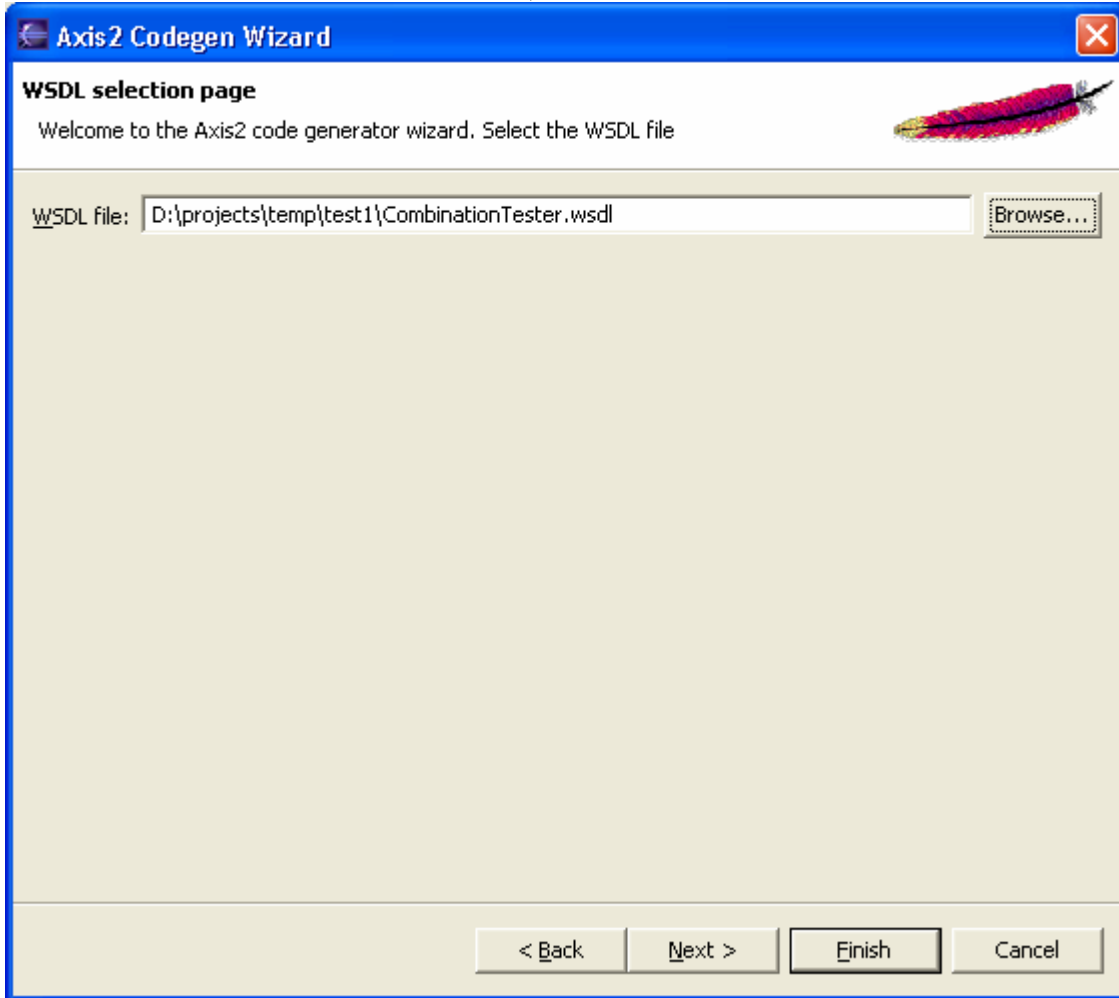 Axis2 Codegen Wizard
WSDL selection page
Welcome to the Axis2 code generator wizard. Select the WSDL file
WSDL file: D:\projects\temp\test1\CombinationTester.wsdl Browse...
< Back Next > Finish Cancel